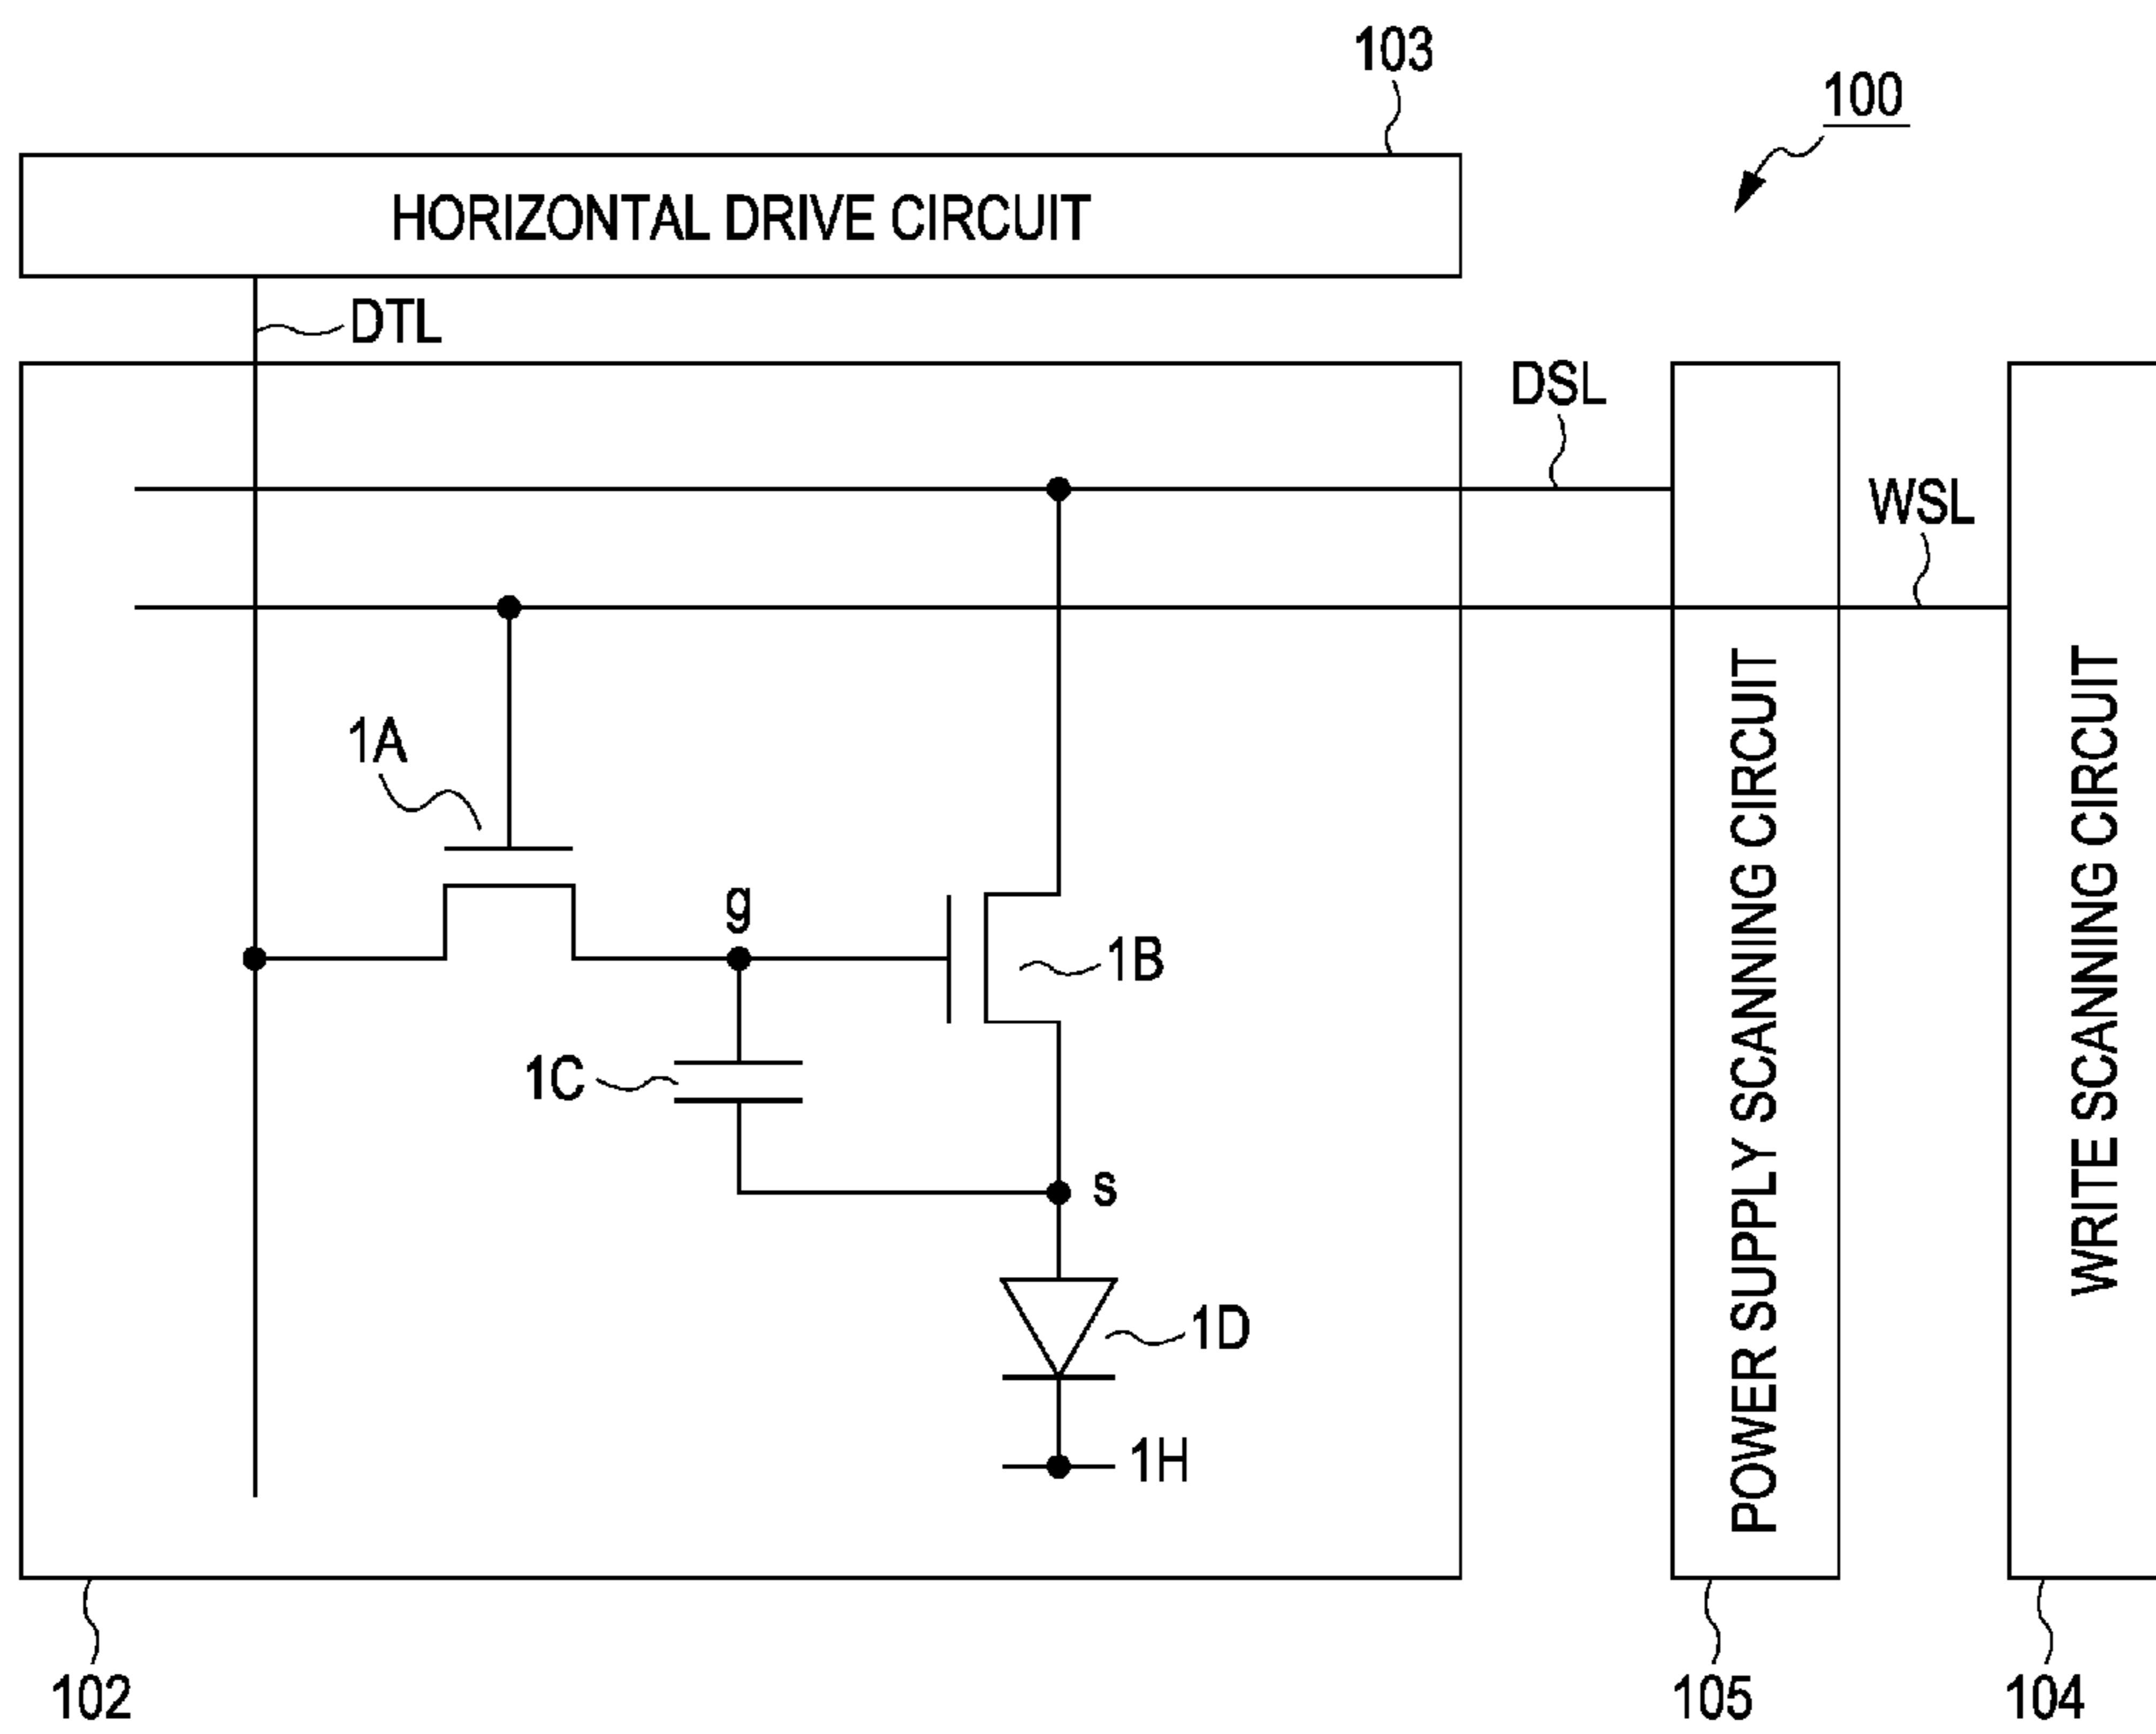 103
100
HORIZONTAL DRIVE CIRCUIT
DTL
DSL
WSL
1A
g
1B
1C
s
1D
1H
POWER SUPPLY SCANNING CIRCUIT
WRITE SCANNING CIRCUIT
102
105
104